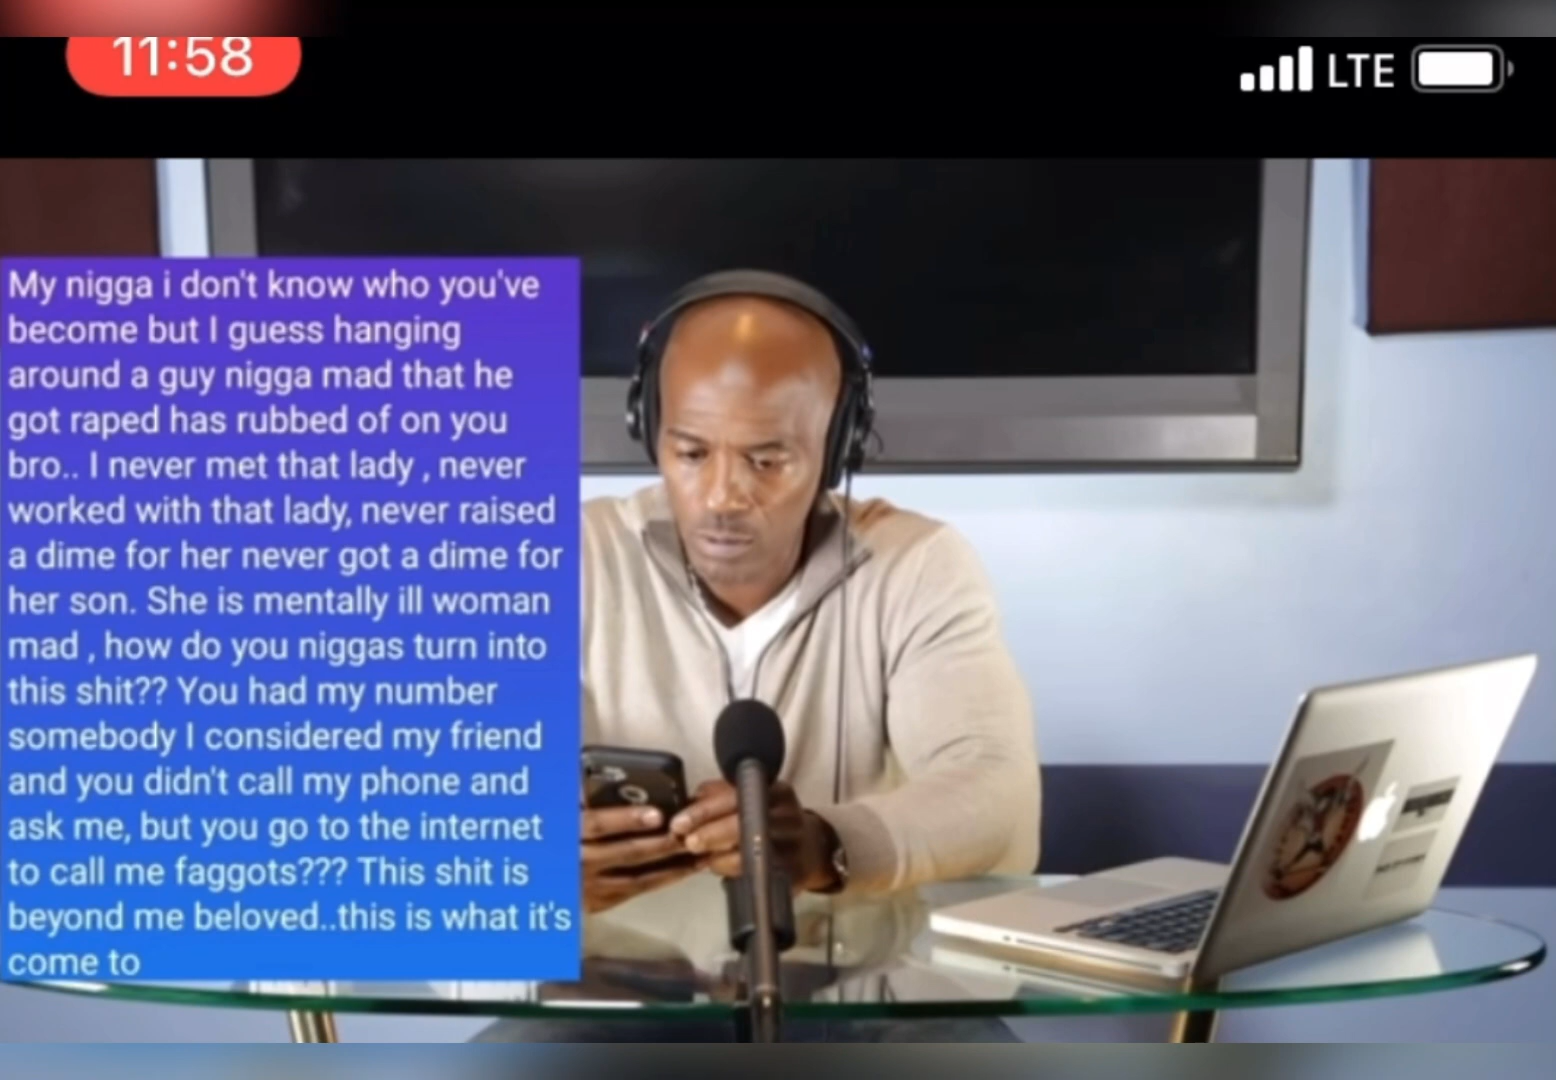 11:58
LTE
My nigga i don't know who you've
become but I guess hanging
around a guy nigga mad that he
got raped has rubbed of on you
bro.. I never met that lady , never
worked with that lady, never raised
a dime for her never got a dime for
her son. She is mentally ill woman
mad , how do you niggas turn into
this shit?? You had my number
somebody I considered my friend
and you didn't call my phone and
ask me, but you go to the internet
to call me faggots??? This shit is
beyond me beloved..this is what it's
come to